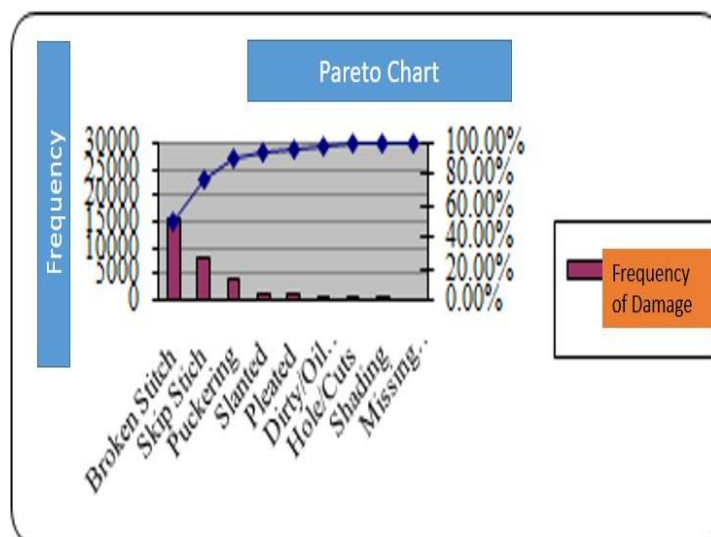 Pareto Chart
Frequency
30000
25000
20000
15000
10000
5000
0
100.00%
80.00%
60.00%
40.00%
20.00%
0.00%
Broken Stitch
Skip Stich
Puckering
Slanted
Pleated
Dirty/Oil..
Hole/Cuts
Shading
Missing..
Frequency
of Damage